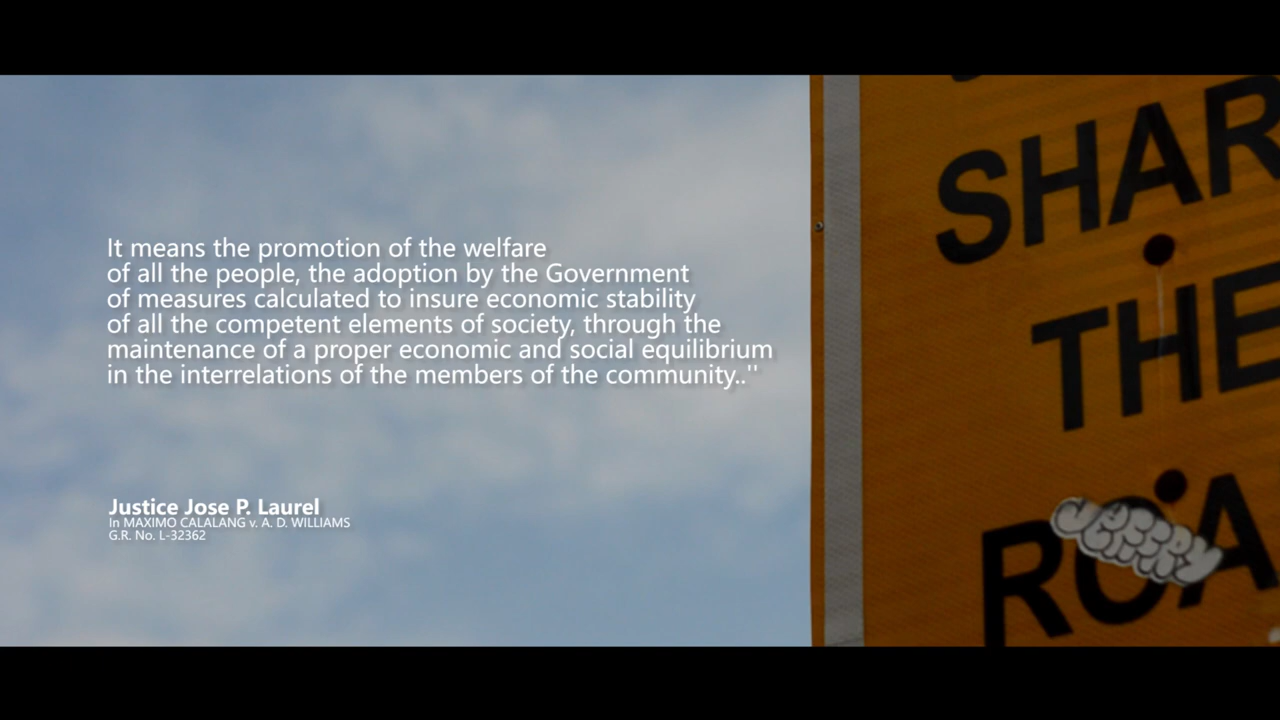 It means the promotion of the welfare
of all the people, the adoption by the Government
of measures calculated to insure economic stability
of all the competent elements of society, through the
maintenance of a proper economic and social equilibrium
in the interrelations of the members of the community..''
Justice Jose P. Laurel
In MAXIMO CALALANG v. A. D. WILLIAMS
G.R. No. L-32362
SHAR
THE
ROA